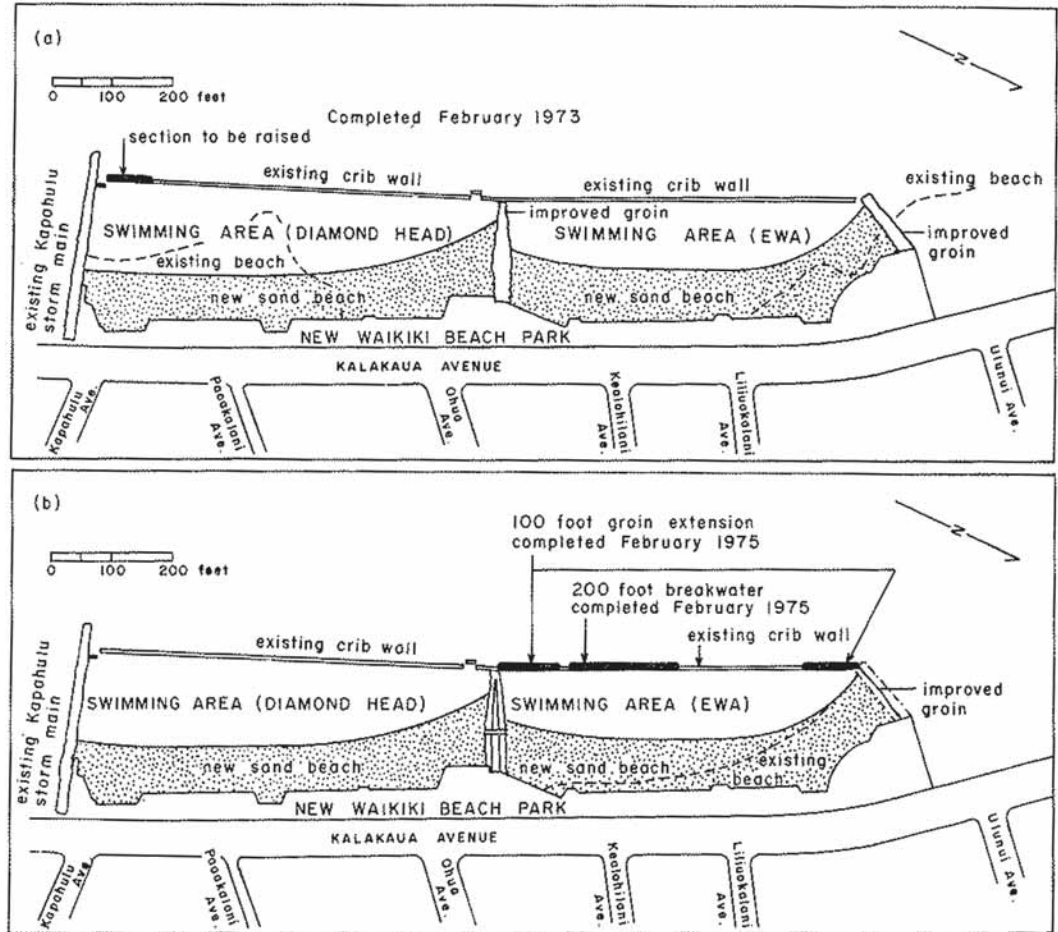 (a)
N
0 100 200 feet
Completed February 1973
section to be raised
existing crib wall
existing crib wall
existing beach
improved groin
improved
groin
existing Kapahulu
storm main
SWIMMING AREA (DIAMOND HEAD)
SWIMMING AREA (EWA)
existing beach
new sand beach
new sand beach
NEW WAIKIKI BEACH PARK
KALAKAUA AVENUE
Kapahulu
Ave.
Paoakalani
Ave.
Ohua
Ave.
Kealohilani
Ave.
Liliuokalani
Ave.
Ulunui Ave.
(b)
N
0 100 200 feet
100 foot groin extension
completed February 1975
200 foot breakwater
completed February 1975
existing crib wall
existing crib wall
improved
groin
existing Kapahulu
storm main
SWIMMING AREA (DIAMOND HEAD)
SWIMMING AREA (EWA)
new sand beach
new sand beach
existing
beach
NEW WAIKIKI BEACH PARK
KALAKAUA AVENUE
Kapahulu
Ave.
Paoakalani
Ave.
Ohua
Ave.
Kealohilani
Ave.
Liliuokalani
Ave.
Ulunui Ave.